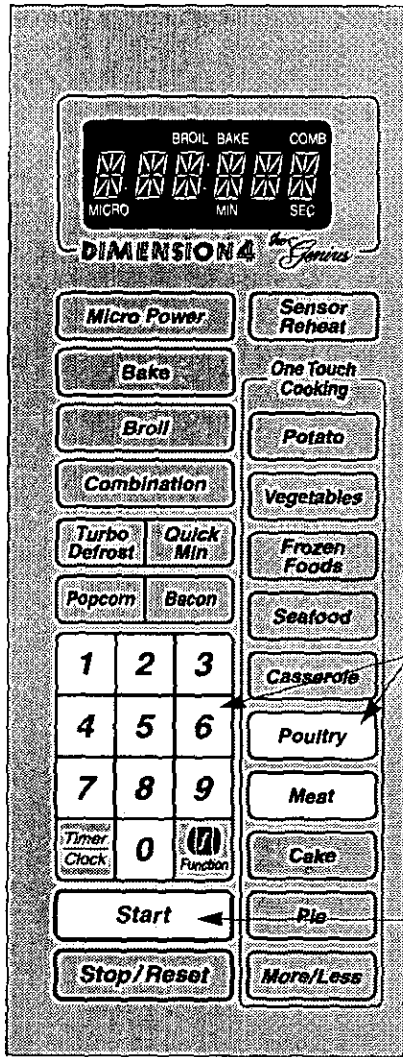 BROIL BAKE COMB
MICRO MIN SEC
DIMENSION 4 the Genius
Micro Power
Sensor
Reheat
Bake
Broil
Combination
Turbo
Defrost
Quick
Min
Popcorn
Bacon
1 2 3
4 5 6
7 8 9
Timer
Clock
0
Function
Start
Stop/Reset
One Touch
Cooking
Potato
Vegetables
Frozen
Foods
Seafood
Casserole
Poultry
Meat
Cake
Pie
More/Less